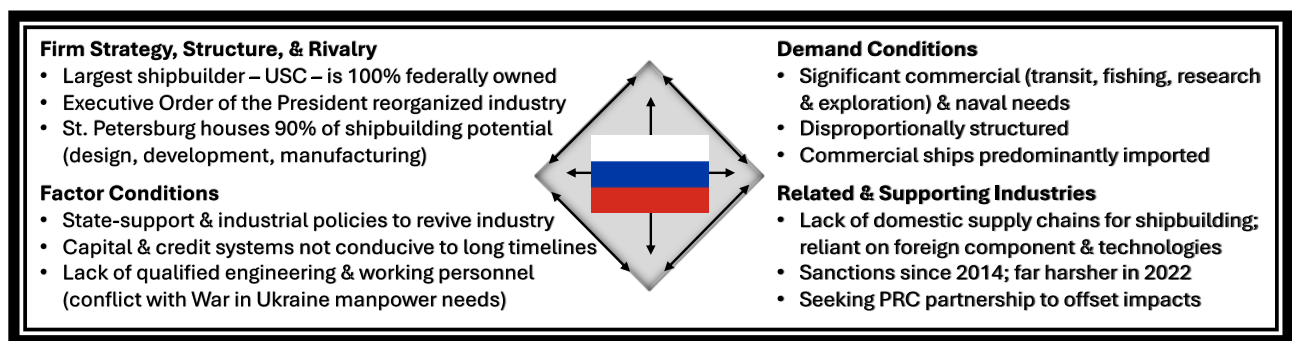 Firm Strategy, Structure, & Rivalry
• Largest shipbuilder – USC – is 100% federally owned
• Executive Order of the President reorganized industry
• St. Petersburg houses 90% of shipbuilding potential
(design, development, manufacturing)
Factor Conditions
• State-support & industrial policies to revive industry
• Capital & credit systems not conducive to long timelines
• Lack of qualified engineering & working personnel
(conflict with War in Ukraine manpower needs)
Demand Conditions
• Significant commercial (transit, fishing, research
& exploration) & naval needs
• Disproportionally structured
• Commercial ships predominantly imported
Related & Supporting Industries
• Lack of domestic supply chains for shipbuilding;
reliant on foreign component & technologies
• Sanctions since 2014; far harsher in 2022
• Seeking PRC partnership to offset impacts